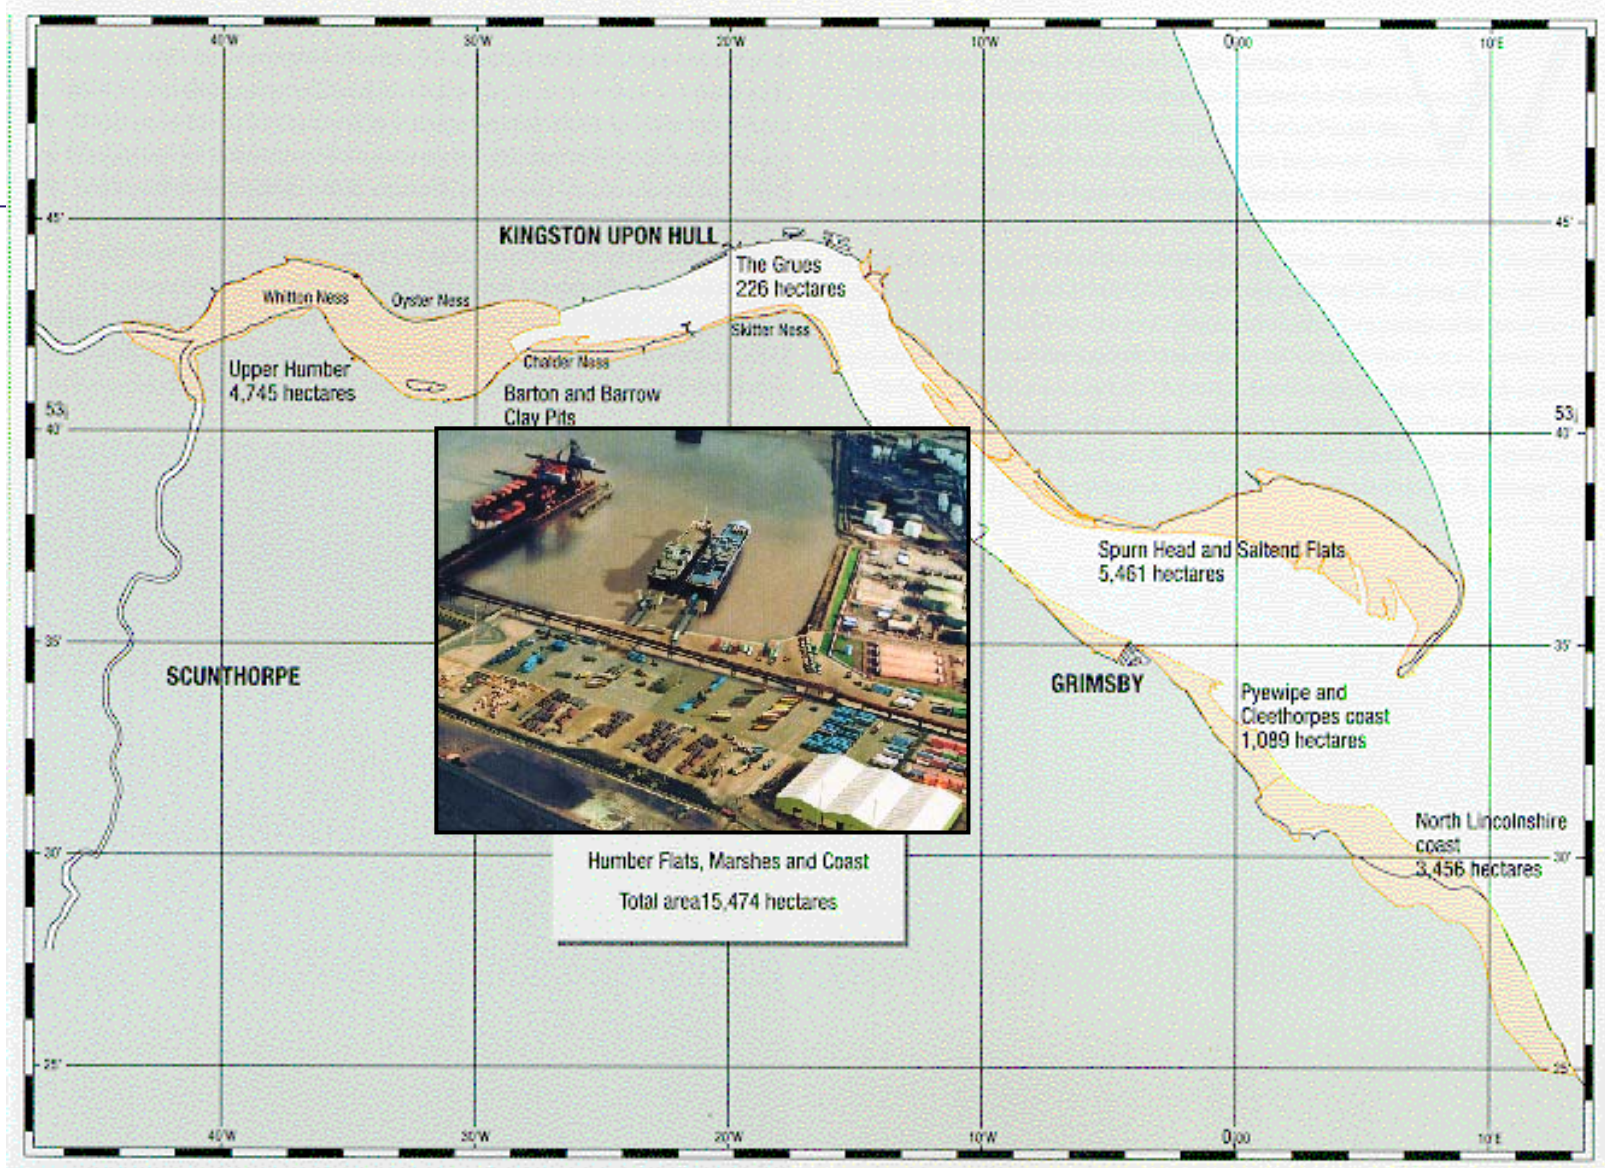 40'W 30'W 20'W 10'W 0¡00 10'E
45' 45'
KINGSTON UPON HULL
The Grues
226 hectares
Whitton Ness
Oyster Ness
Skitter Ness
Chalder Ness
Upper Humber
4,745 hectares
Barton and Barrow
Clay Pits
53¡ 53¡
40' 40'
Spurn Head and Saltend Flats
5,461 hectares
35' 35'
SCUNTHORPE
GRIMSBY
Pyewipe and
Cleethorpes coast
1,089 hectares
North Lincolnshire
coast
3,456 hectares
30' 30'
Humber Flats, Marshes and Coast
Total area15,474 hectares
25' 25'
40'W 30'W 20'W 10'W 0¡00 10'E